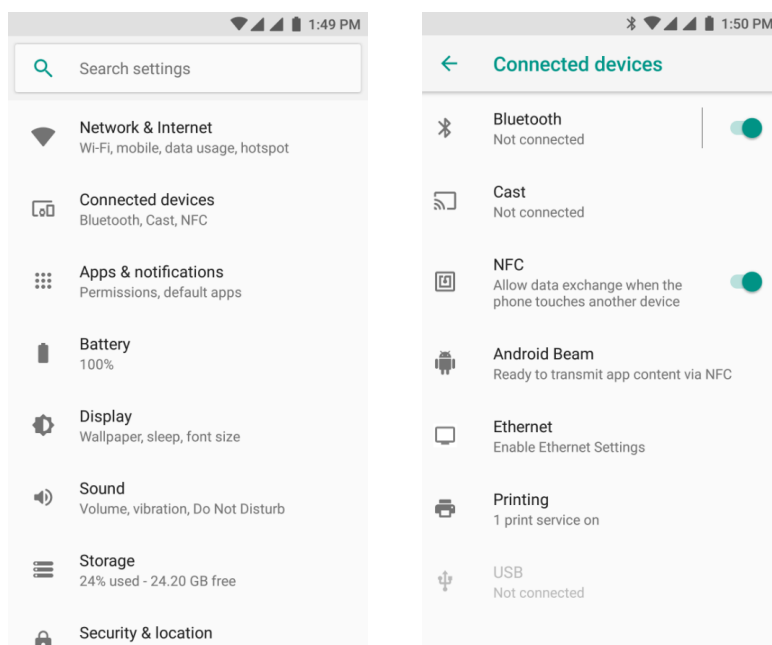 1:49 PM
Search settings
Network & Internet
Wi-Fi, mobile, data usage, hotspot
Connected devices
Bluetooth, Cast, NFC
Apps & notifications
Permissions, default apps
Battery
100%
Display
Wallpaper, sleep, font size
Sound
Volume, vibration, Do Not Disturb
Storage
24% used - 24.20 GB free
Security & location
1:50 PM
Connected devices
Bluetooth
Not connected
Cast
Not connected
NFC
Allow data exchange when the
phone touches another device
Android Beam
Ready to transmit app content via NFC
Ethernet
Enable Ethernet Settings
Printing
1 print service on
USB
Not connected